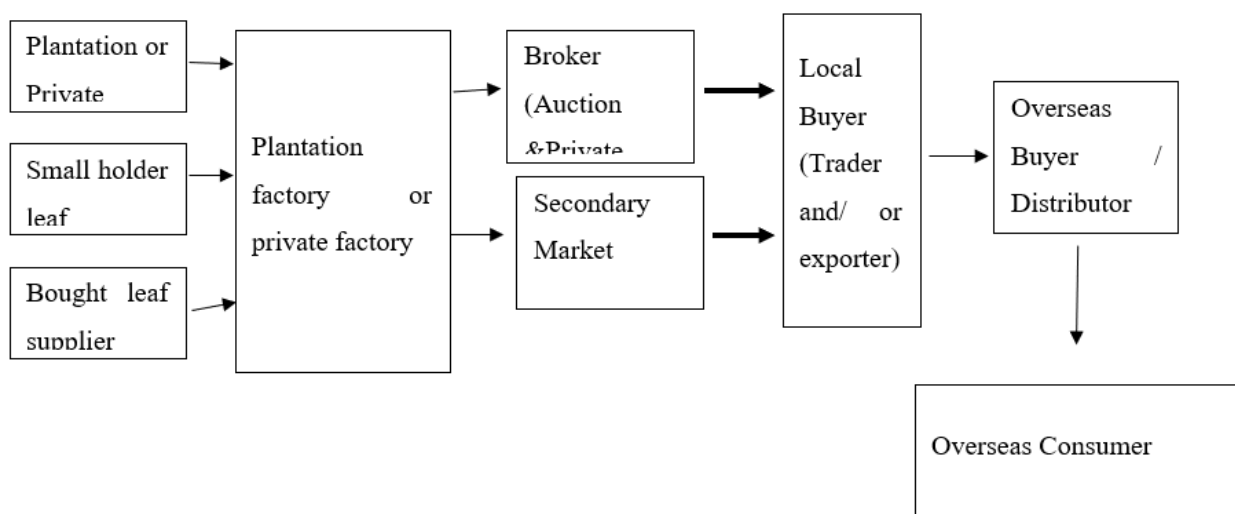 Plantation or
Private
Small holder
leaf
Bought leaf
supplier
Plantation
factory or
private factory
Broker
(Auction
&Private
Secondary
Market
Local
Buyer
(Trader
and/ or
exporter)
Overseas
Buyer /
Distributor
Overseas Consumer